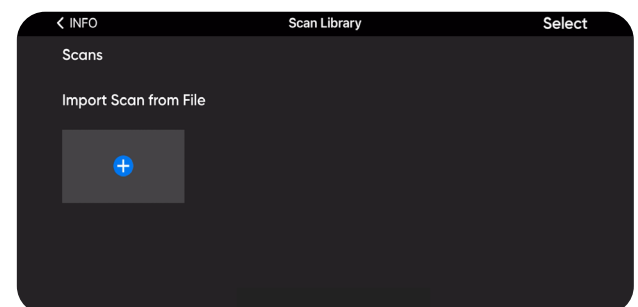 INFO
Scan Library
Select
Scans
Import Scan from File